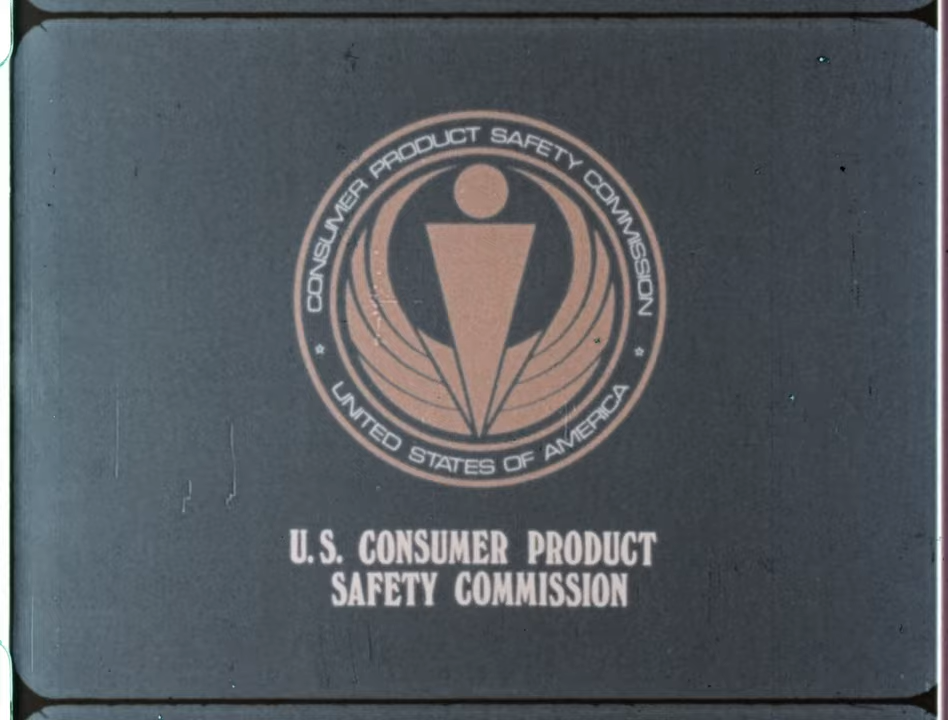 CONSUMER PRODUCT SAFETY COMMISSION
UNITED STATES OF AMERICA
U.S. CONSUMER PRODUCT
SAFETY COMMISSION